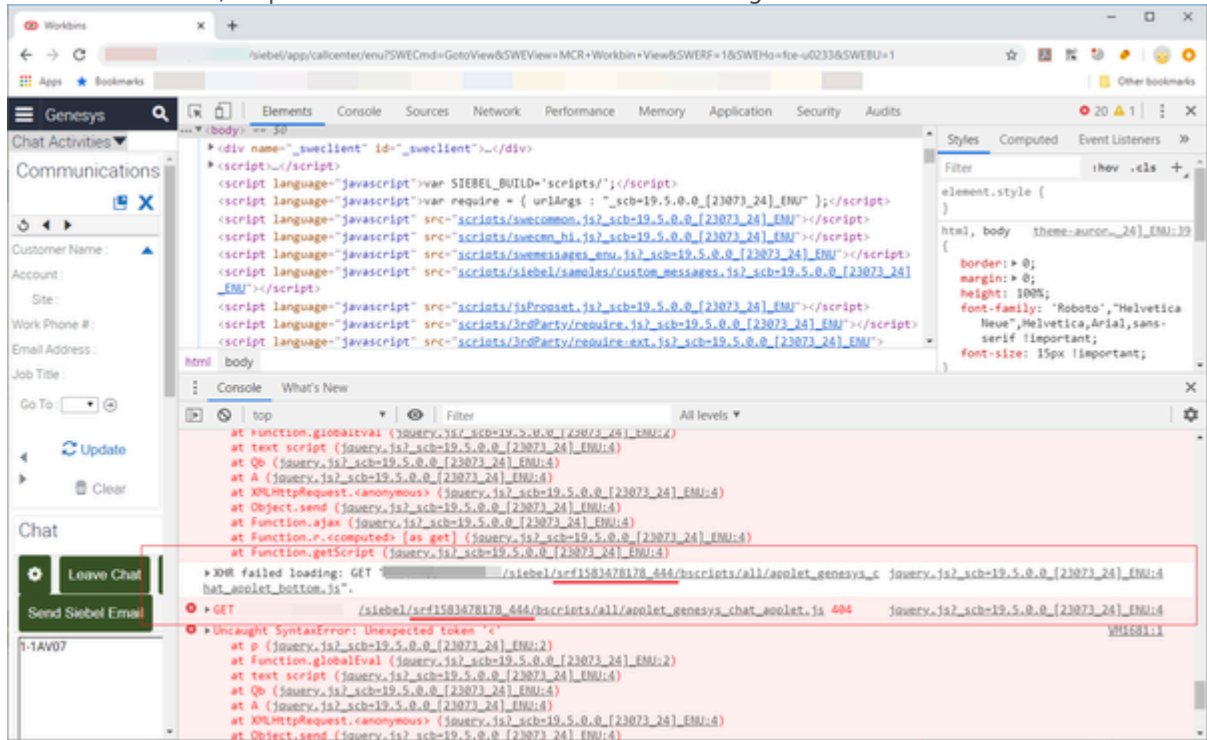 Workbins
/siebel/app/callcenter/enu?SWECmd=GotoView&SWEView=MCR+Workbin+View&SWERF=1&SWEHo=fce-u0233&SWEBU=1
Apps Bookmarks Other bookmarks
Genesys
Elements Console Sources Network Performance Memory Application Security Audits 20 1
Chat Activities
Communications
Customer Name :
Account :
Site :
Work Phone # :
Email Address :
Job Title :
Go To :
Update
Clear
Chat
Leave Chat
Send Siebel Email
1-1AV07
... ▼<body> == $0
<div name="_sweclient" id="_sweclient">…</div>
<script>…</script>
<script language="javascript">var SIEBEL_BUILD='scripts/';</script>
<script language="javascript">var require = { urlArgs : "_scb=19.5.0.0_[23073_24]_ENU" };</script>
<script language="javascript" src="scripts/swecommon.js?_scb=19.5.0.0_[23073_24]_ENU"></script>
<script language="javascript" src="scripts/swecmn_hi.js?_scb=19.5.0.0_[23073_24]_ENU"></script>
<script language="javascript" src="scripts/swemessages_enu.js?_scb=19.5.0.0_[23073_24]_ENU"></script>
<script language="javascript" src="scripts/siebel/samples/custom_messages.js?_scb=19.5.0.0_[23073_24]
_ENU"></script>
<script language="javascript" src="scripts/jsPropset.js?_scb=19.5.0.0_[23073_24]_ENU"></script>
<script language="javascript" src="scripts/3rdParty/require.js?_scb=19.5.0.0_[23073_24]_ENU"></script>
<script language="javascript" src="scripts/3rdParty/require-ext.js?_scb=19.5.0.0_[23073_24]_ENU">
html body
Styles Computed Event Listeners »
Filter :hov .cls +
element.style {
}
html, body theme-auror…_24]_ENU:39
{
border:▶ 0;
margin:▶ 0;
height: 100%;
font-family: 'Roboto',"Helvetica
Neue",Helvetica,Arial,sans-
serif !important;
font-size: 15px !important;
}
Console What's New
top Filter All levels ▼
at Function.globalEval (jquery.js?_scb=19.5.0.0_[23073_24]_ENU:2)
at text script (jquery.js?_scb=19.5.0.0_[23073_24]_ENU:4)
at Qb (jquery.js?_scb=19.5.0.0_[23073_24]_ENU:4)
at A (jquery.js?_scb=19.5.0.0_[23073_24]_ENU:4)
at XMLHttpRequest.<anonymous> (jquery.js?_scb=19.5.0.0_[23073_24]_ENU:4)
at Object.send (jquery.js?_scb=19.5.0.0_[23073_24]_ENU:4)
at Function.ajax (jquery.js?_scb=19.5.0.0_[23073_24]_ENU:4)
at Function.r.<computed> [as get] (jquery.js?_scb=19.5.0.0_[23073_24]_ENU:4)
at Function.getScript (jquery.js?_scb=19.5.0.0_[23073_24]_ENU:4)
▶XHR failed loading: GET " /siebel/srf1583478178_444/bscripts/all/applet_genesys_c jquery.js?_scb=19.5.0.0_[23073_24]_ENU:4
hat_applet_bottom.js".
▶GET /siebel/srf1583478178_444/bscripts/all/applet_genesys_chat_applet.js 404 jquery.js?_scb=19.5.0.0_[23073_24]_ENU:4
▶Uncaught SyntaxError: Unexpected token '<' VM1681:1
at p (jquery.js?_scb=19.5.0.0_[23073_24]_ENU:2)
at Function.globalEval (jquery.js?_scb=19.5.0.0_[23073_24]_ENU:2)
at text script (jquery.js?_scb=19.5.0.0_[23073_24]_ENU:4)
at Qb (jquery.js?_scb=19.5.0.0_[23073_24]_ENU:4)
at A (jquery.js?_scb=19.5.0.0_[23073_24]_ENU:4)
at XMLHttpRequest.<anonymous> (jquery.js?_scb=19.5.0.0_[23073_24]_ENU:4)
at Object.send (jquery.js?_scb=19.5.0.0_[23073_24]_ENU:4)